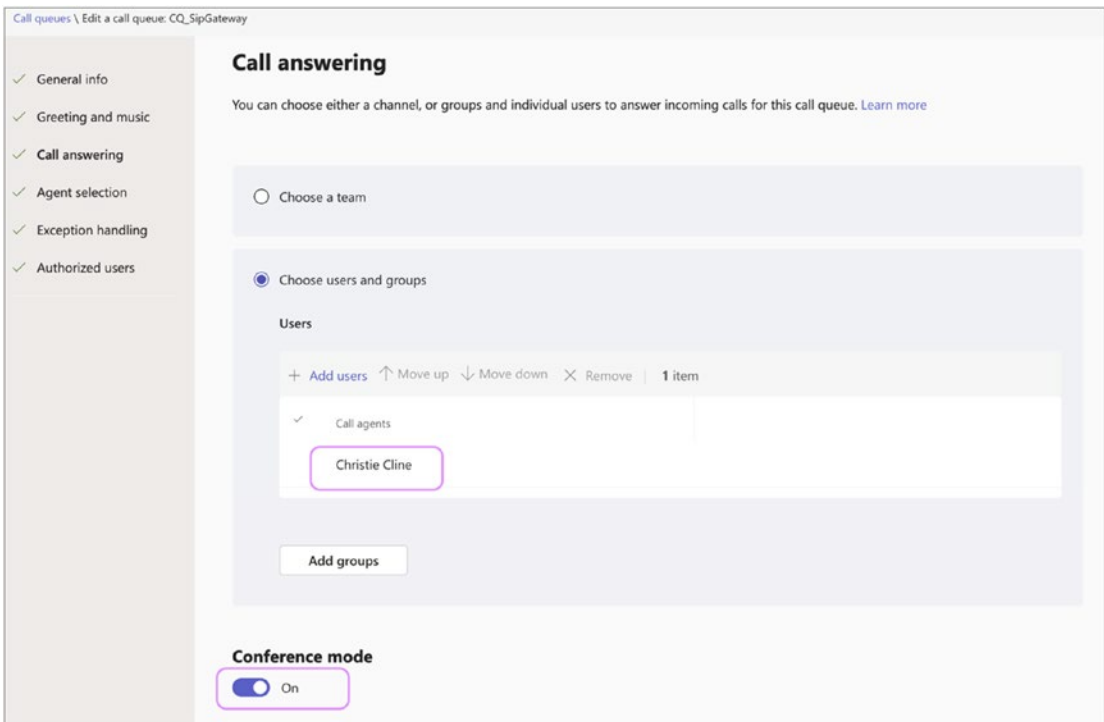 Call queues \ Edit a call queue: CQ_SipGateway
General info
Greeting and music
Call answering
Agent selection
Exception handling
Authorized users
Call answering
You can choose either a channel, or groups and individual users to answer incoming calls for this call queue. Learn more
Choose a team
Choose users and groups
Users
+ Add users ↑ Move up ↓ Move down × Remove | 1 item
Call agents
Christie Cline
Add groups
Conference mode
On